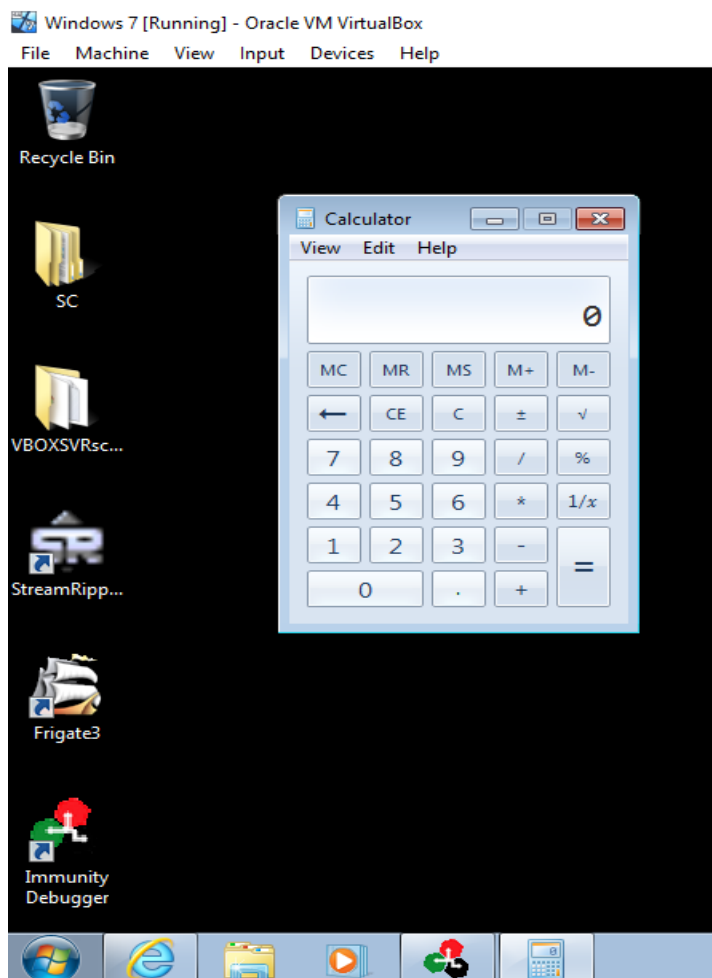 Windows 7 [Running] - Oracle VM VirtualBox
File Machine View Input Devices Help
Recycle Bin
SC
VBOXSVRsc...
StreamRipp...
SR
Frigate3
Immunity
Debugger
Calculator
View Edit Help
0
MC MR MS M+ M-
← CE C ± √
7 8 9 / %
4 5 6 * 1/x
1 2 3 - =
0 . +